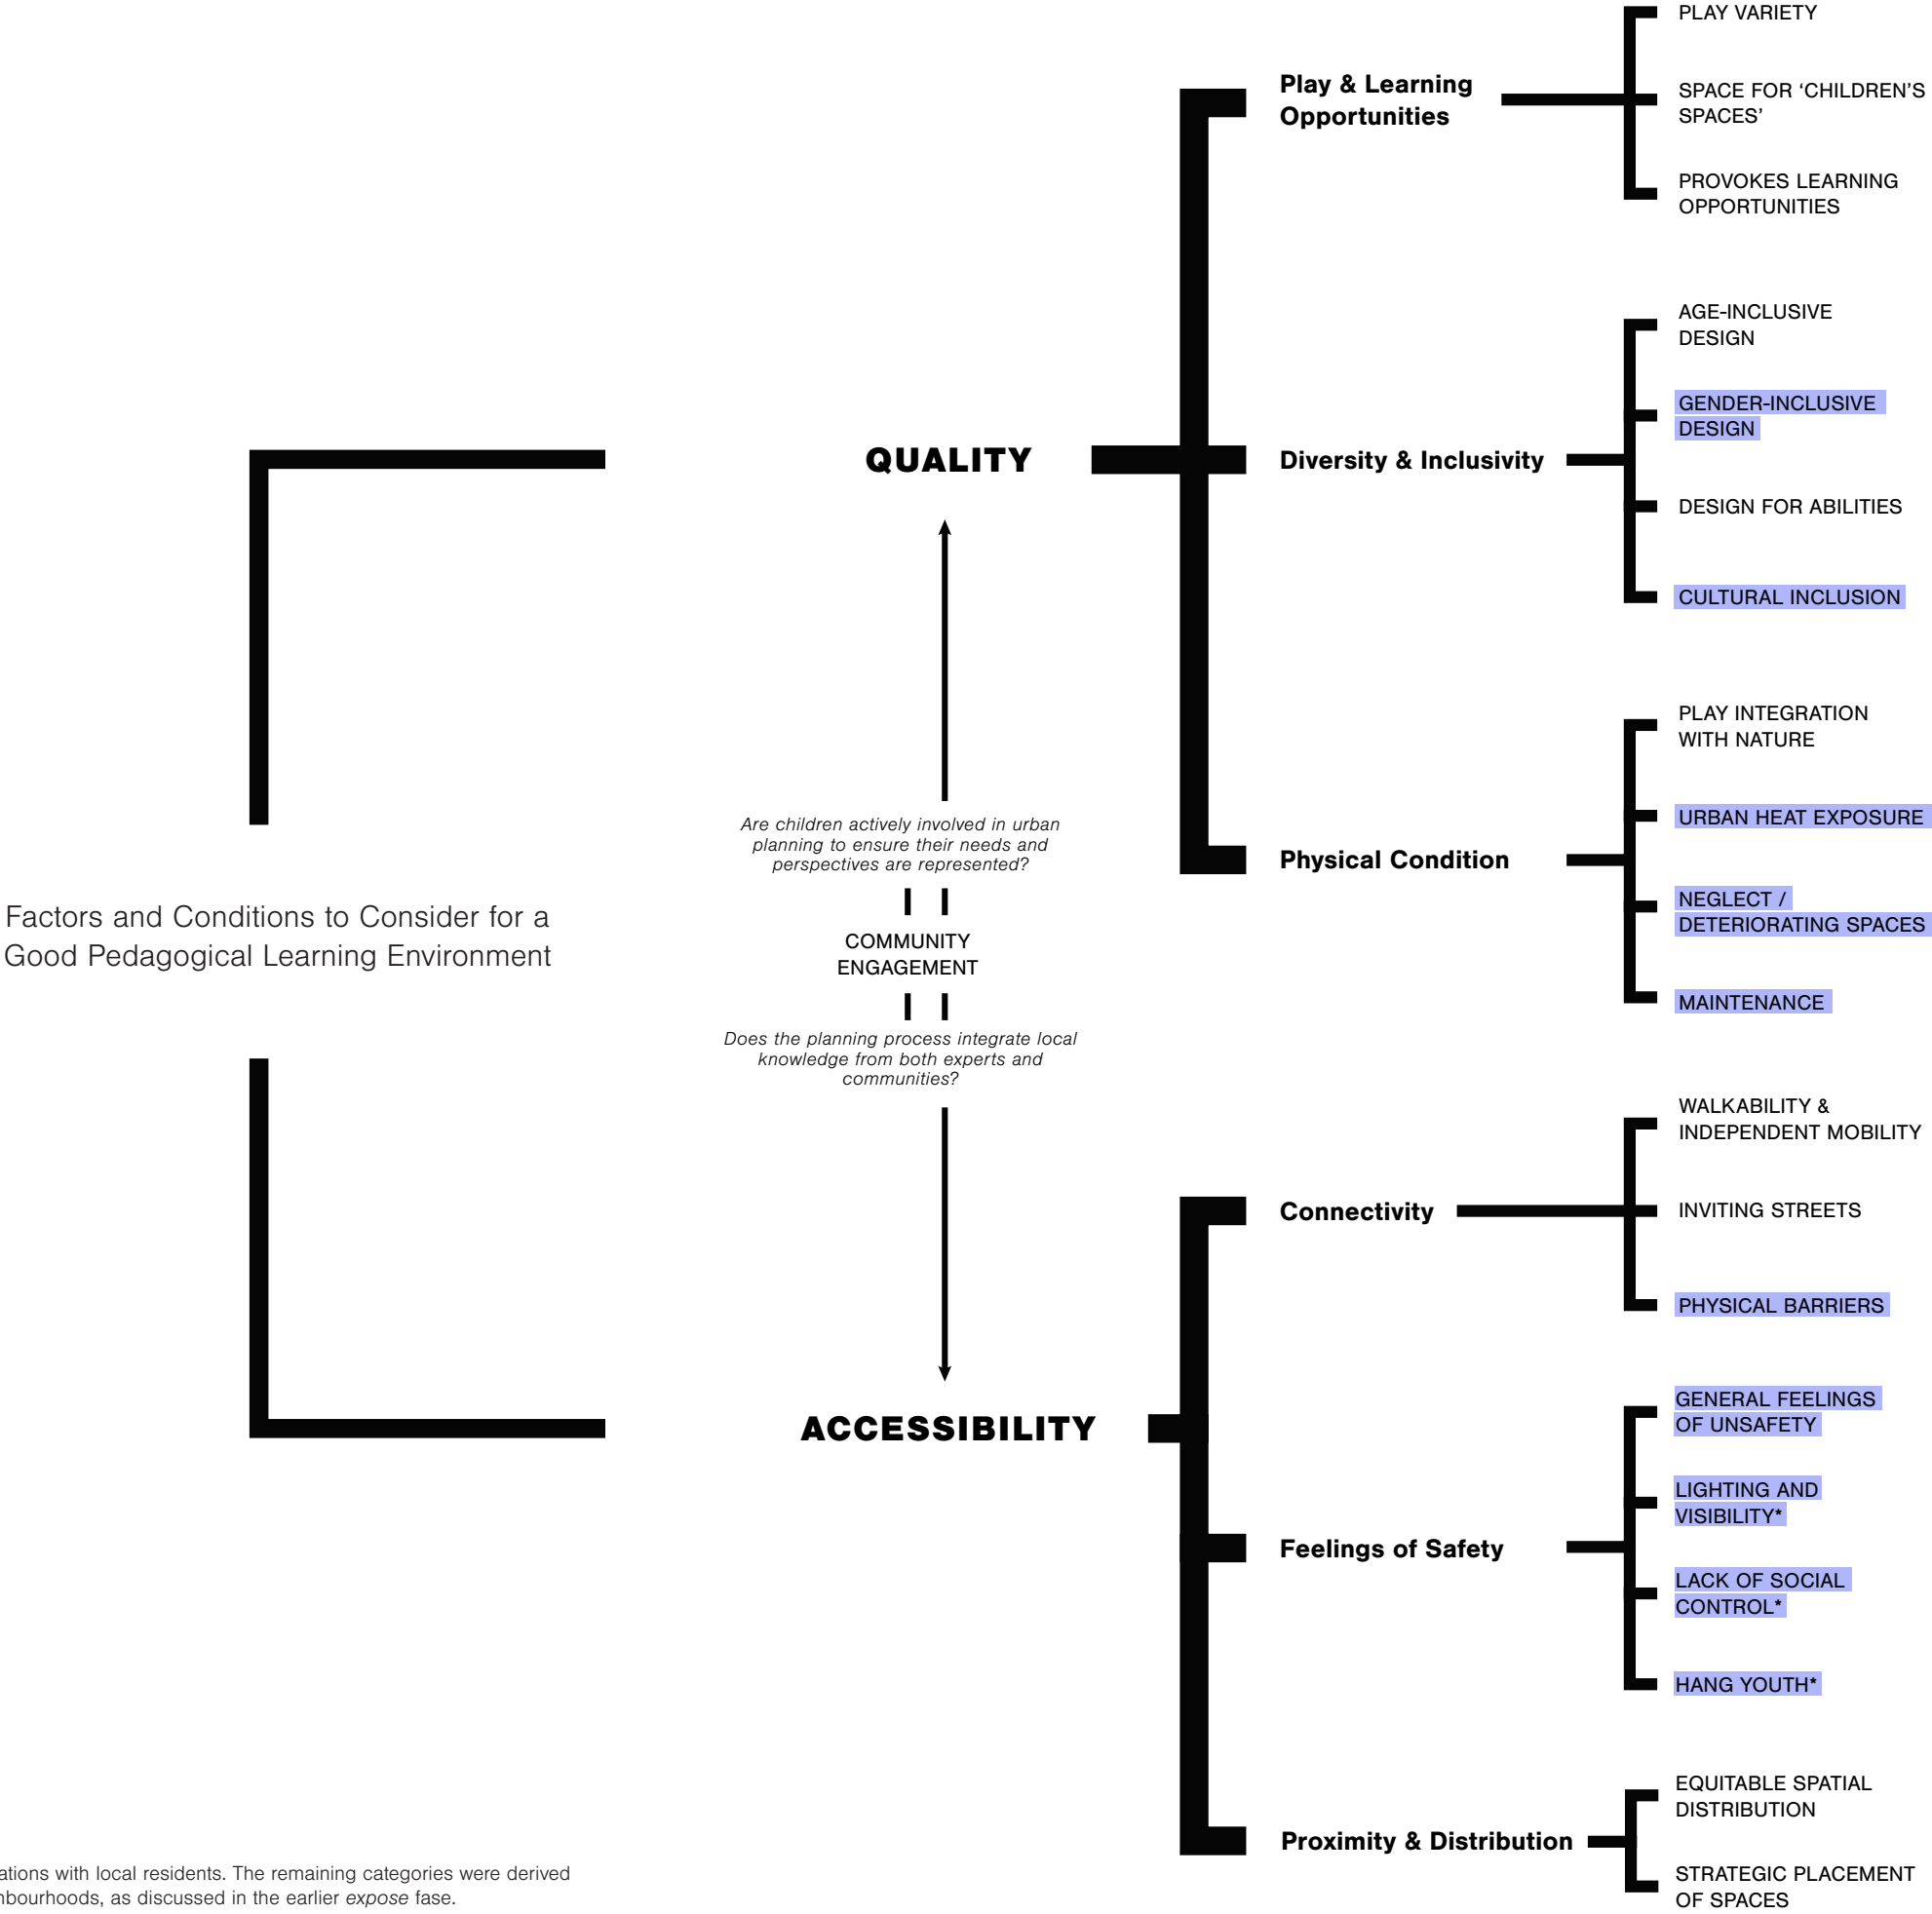 Factors and Conditions to Consider for a
Good Pedagogical Learning Environment
QUALITY
Are children actively involved in urban
planning to ensure their needs and
perspectives are represented?
COMMUNITY
ENGAGEMENT
Does the planning process integrate local
knowledge from both experts and
communities?
ACCESSIBILITY
Play & Learning
Opportunities
PLAY VARIETY
SPACE FOR ‘CHILDREN’S
SPACES’
PROVOKES LEARNING
OPPORTUNITIES
Diversity & Inclusivity
AGE-INCLUSIVE
DESIGN
GENDER-INCLUSIVE
DESIGN
DESIGN FOR ABILITIES
CULTURAL INCLUSION
Physical Condition
PLAY INTEGRATION
WITH NATURE
URBAN HEAT EXPOSURE
NEGLECT /
DETERIORATING SPACES
MAINTENANCE
Connectivity
WALKABILITY &
INDEPENDENT MOBILITY
INVITING STREETS
PHYSICAL BARRIERS
Feelings of Safety
GENERAL FEELINGS
OF UNSAFETY
LIGHTING AND
VISIBILITY*
LACK OF SOCIAL
CONTROL*
HANG YOUTH*
Proximity & Distribution
EQUITABLE SPATIAL
DISTRIBUTION
STRATEGIC PLACEMENT
OF SPACES
with local residents. The remaining categories were derived
as discussed in the earlier expose fase.